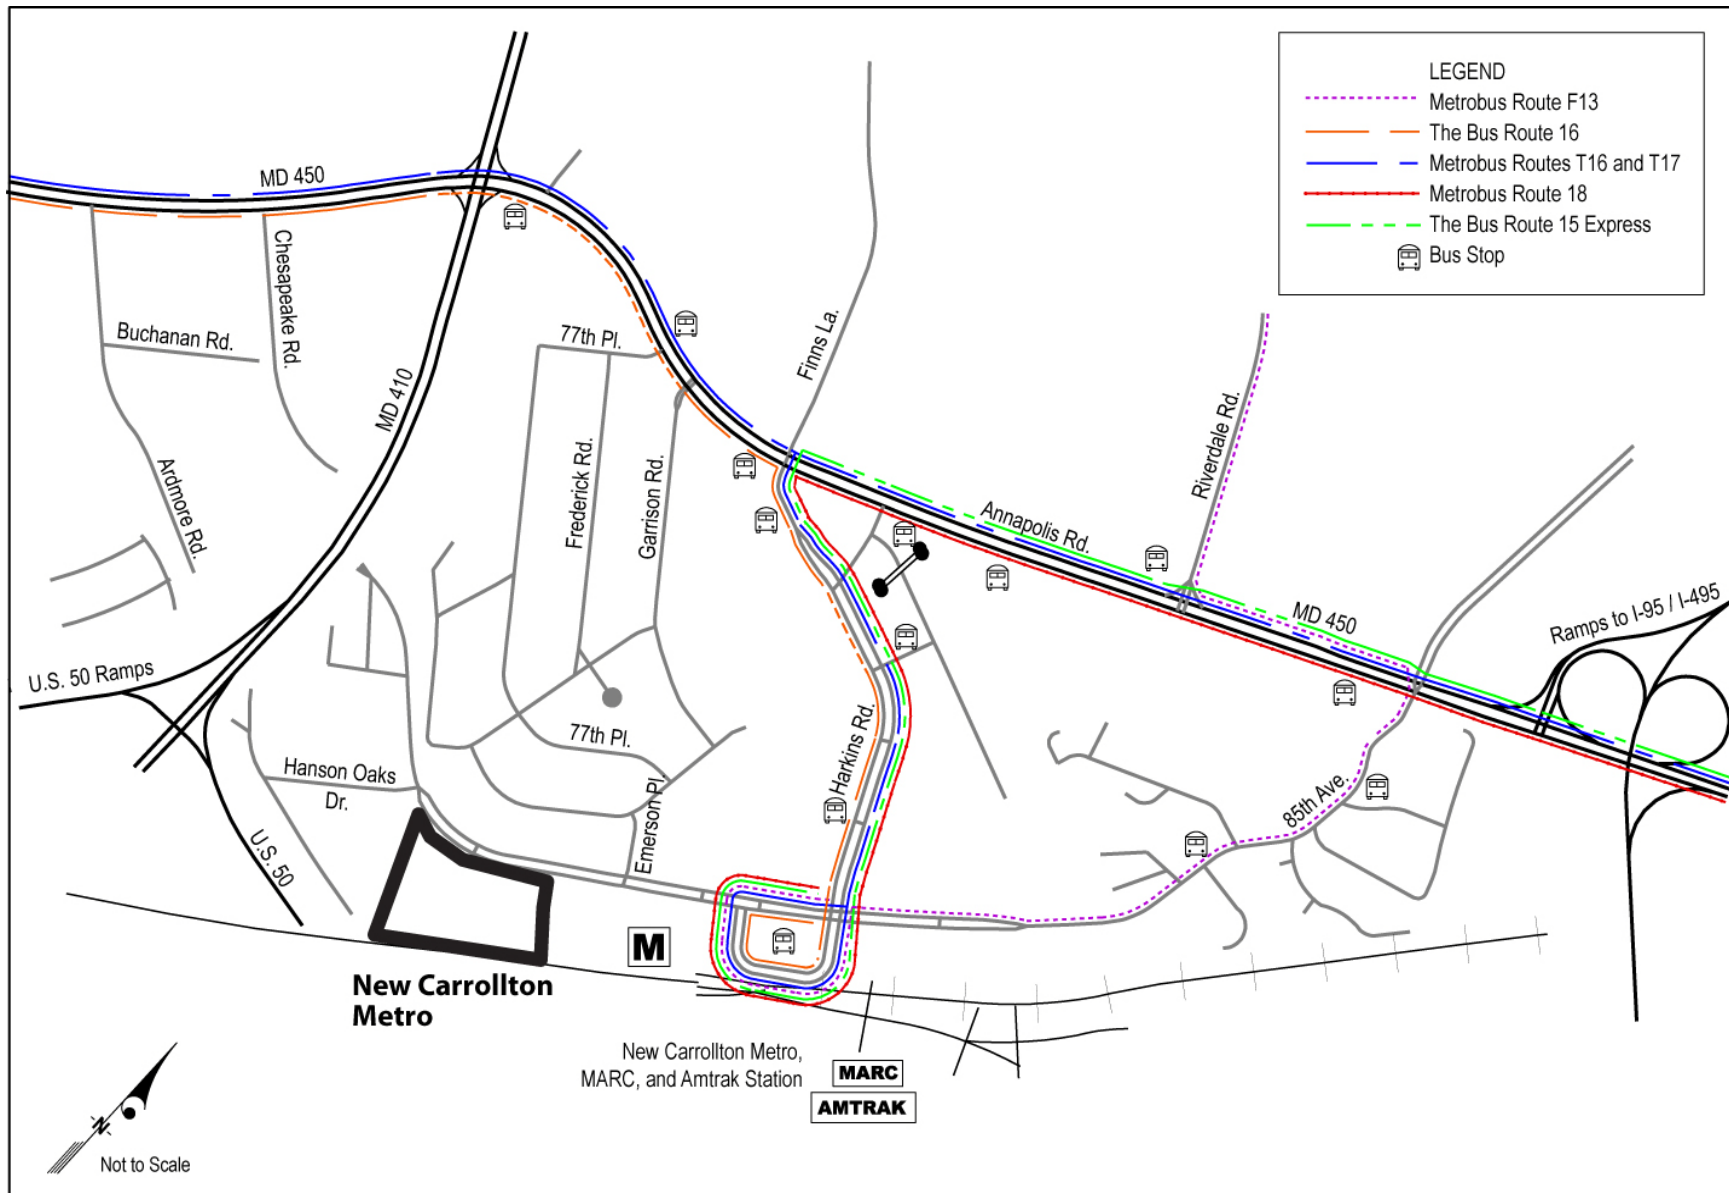 LEGEND
Metrobus Route F13
The Bus Route 16
Metrobus Routes T16 and T17
Metrobus Route 18
The Bus Route 15 Express
Bus Stop
MD 450
Chesapeake Rd.
Buchanan Rd.
MD 410
Ardmore Rd.
77th Pl.
Finns La.
Frederick Rd.
Garrison Rd.
Riverdale Rd.
Annapolis Rd.
MD 450
Ramps to I-95 / I-495
U.S. 50 Ramps
77th Pl.
Harkins Rd.
Hanson Oaks
Dr.
Emerson Pl.
85th Ave.
U.S. 50
M
New Carrollton
Metro
New Carrollton Metro,
MARC, and Amtrak Station
MARC
AMTRAK
N
Not to Scale